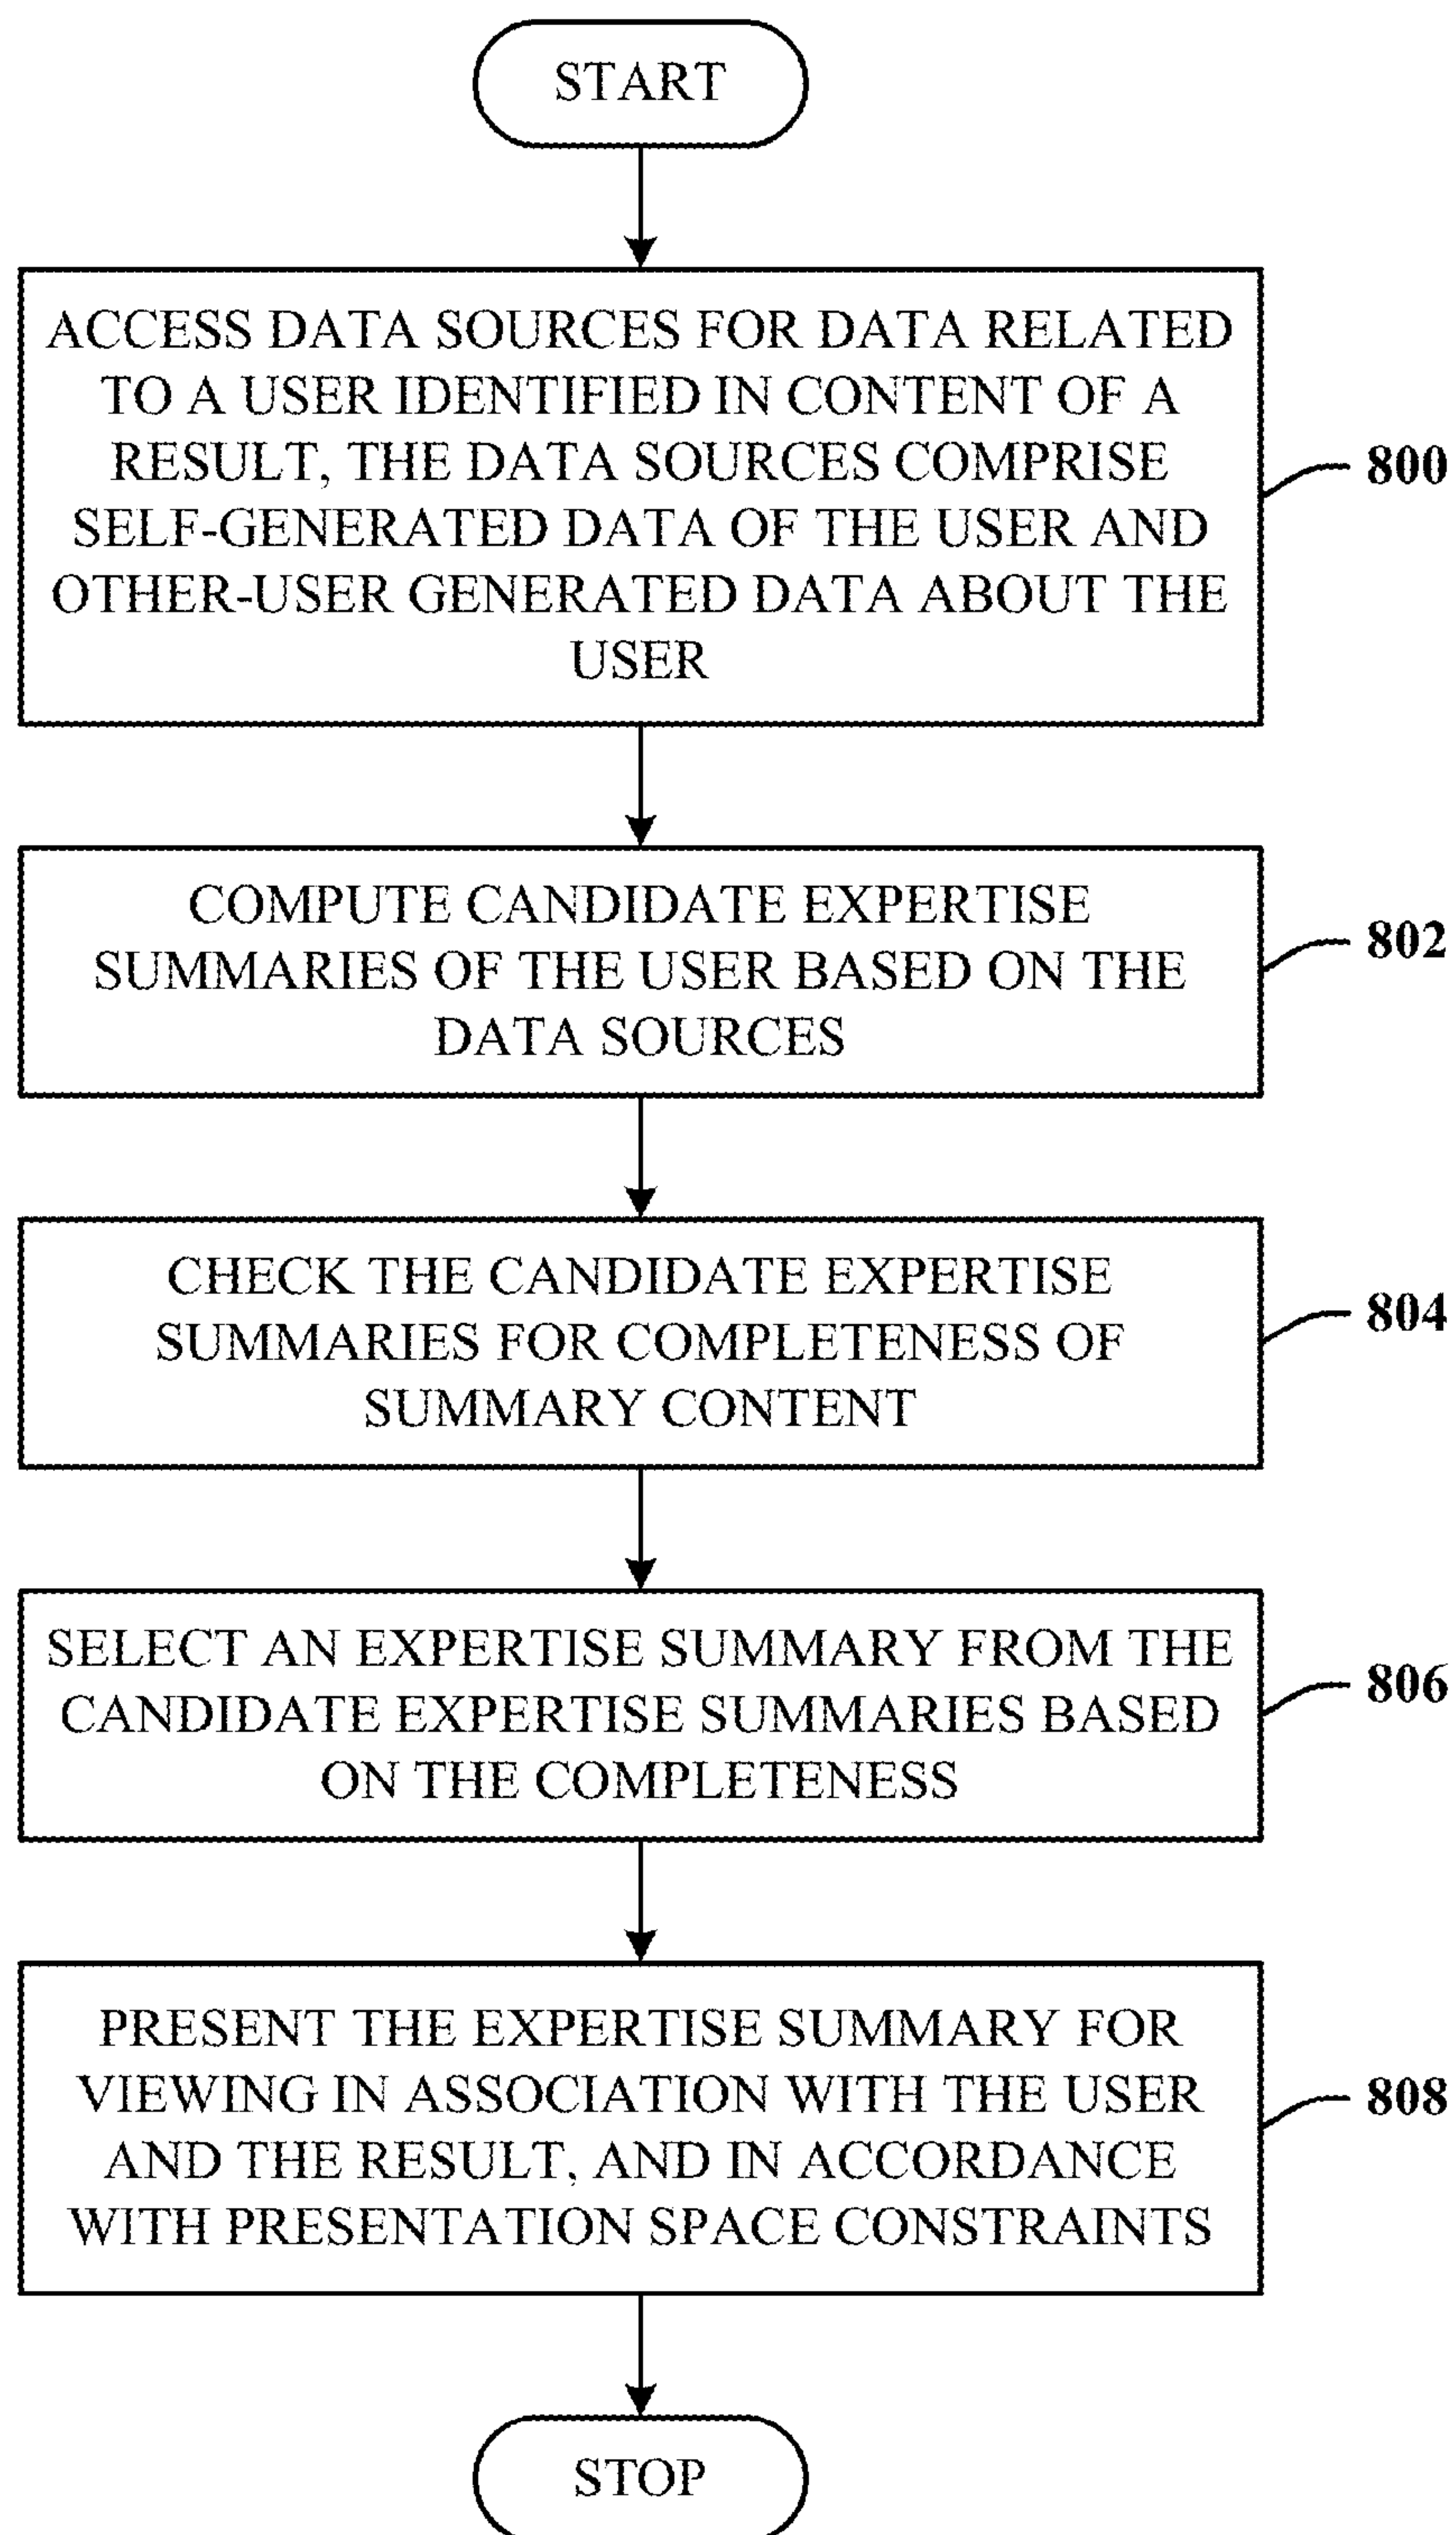 START
ACCESS DATA SOURCES FOR DATA RELATED
TO A USER IDENTIFIED IN CONTENT OF A
RESULT, THE DATA SOURCES COMPRISE
SELF-GENERATED DATA OF THE USER AND
OTHER-USER GENERATED DATA ABOUT THE
USER
800
COMPUTE CANDIDATE EXPERTISE
SUMMARIES OF THE USER BASED ON THE
DATA SOURCES
802
CHECK THE CANDIDATE EXPERTISE
SUMMARIES FOR COMPLETENESS OF
SUMMARY CONTENT
804
SELECT AN EXPERTISE SUMMARY FROM THE
CANDIDATE EXPERTISE SUMMARIES BASED
ON THE COMPLETENESS
806
PRESENT THE EXPERTISE SUMMARY FOR
VIEWING IN ASSOCIATION WITH THE USER
AND THE RESULT, AND IN ACCORDANCE
WITH PRESENTATION SPACE CONSTRAINTS
808
STOP